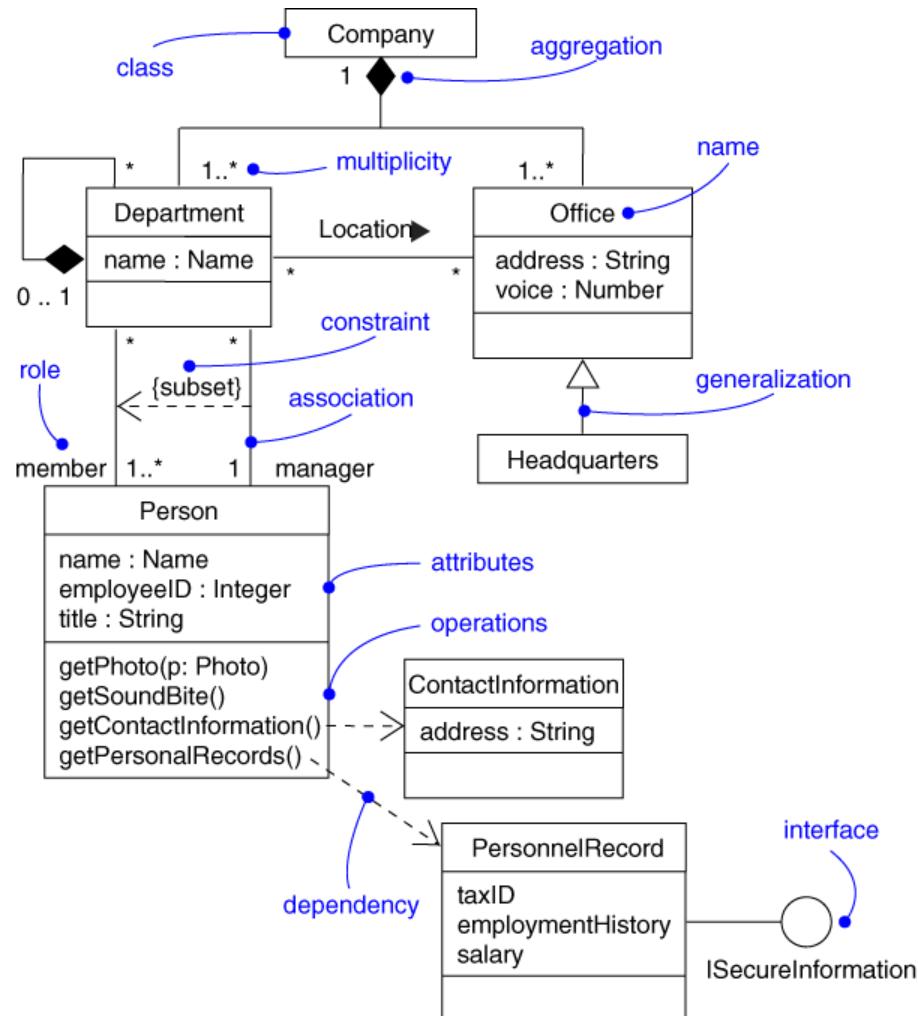 Company
class
1
aggregation
*
1..*
multiplicity
1..*
name
Department
name : Name
0 .. 1
Location
*
*
Office
address : String
voice : Number
*
*
constraint
{subset}
role
association
generalization
Headquarters
member
1..*
1
manager
Person
name : Name
employeeID : Integer
title : String
attributes
getPhoto(p: Photo)
getSoundBite()
getContactInformation()
getPersonalRecords()
operations
ContactInformation
address : String
dependency
PersonnelRecord
taxID
employmentHistory
salary
interface
ISecureInformation